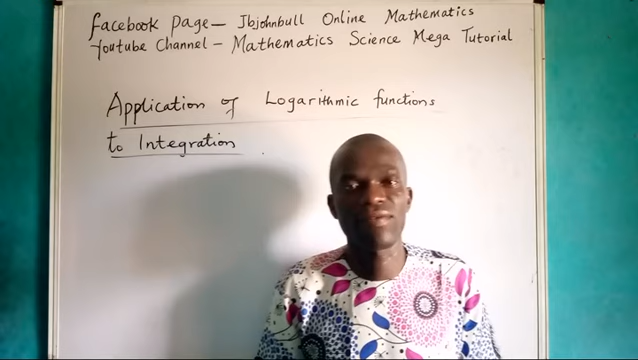 facebook page – Jbjohnbull Online Mathematics
Youtube Channel – Mathematics Science Mega Tutorial
Application of Logarithmic functions
to Integration